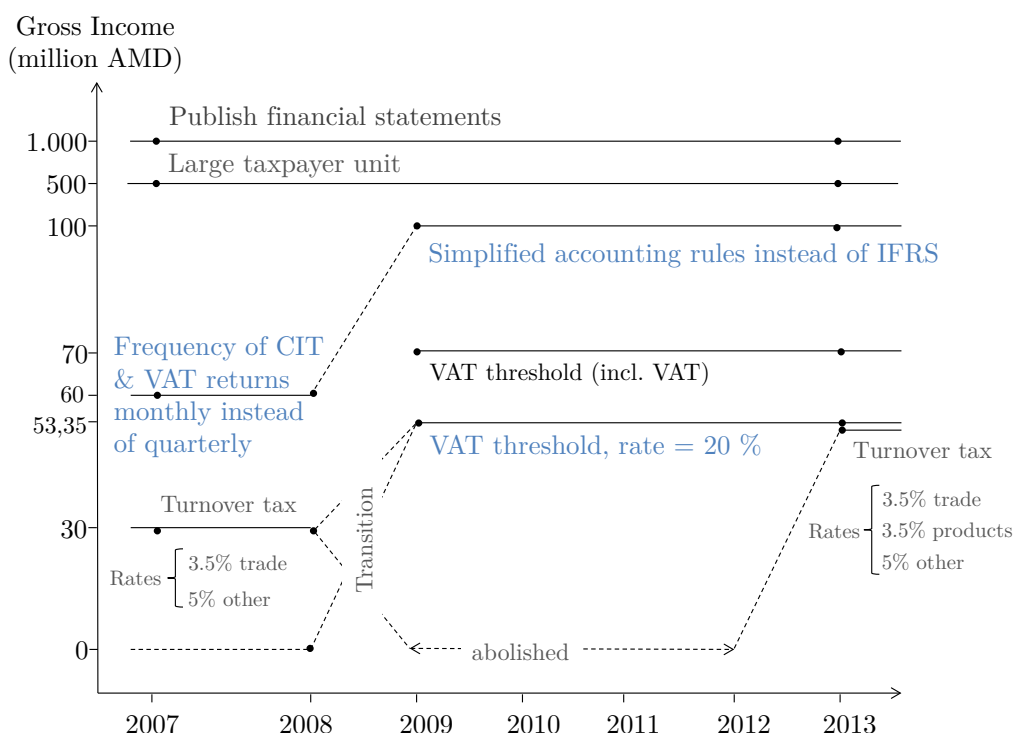 Gross Income
(million AMD)
Publish financial statements
1.000
Large taxpayer unit
500
100
Simplified accounting rules instead of IFRS
Frequency of CIT
& VAT returns
monthly instead
of quarterly
70
VAT threshold (incl. VAT)
60
53,35
VAT threshold, rate = 20 %
Turnover tax
Turnover tax
30
Transition
Rates
3.5% trade
5% other
Rates
3.5% trade
3.5% products
5% other
0
abolished
2007 2008 2009 2010 2011 2012 2013